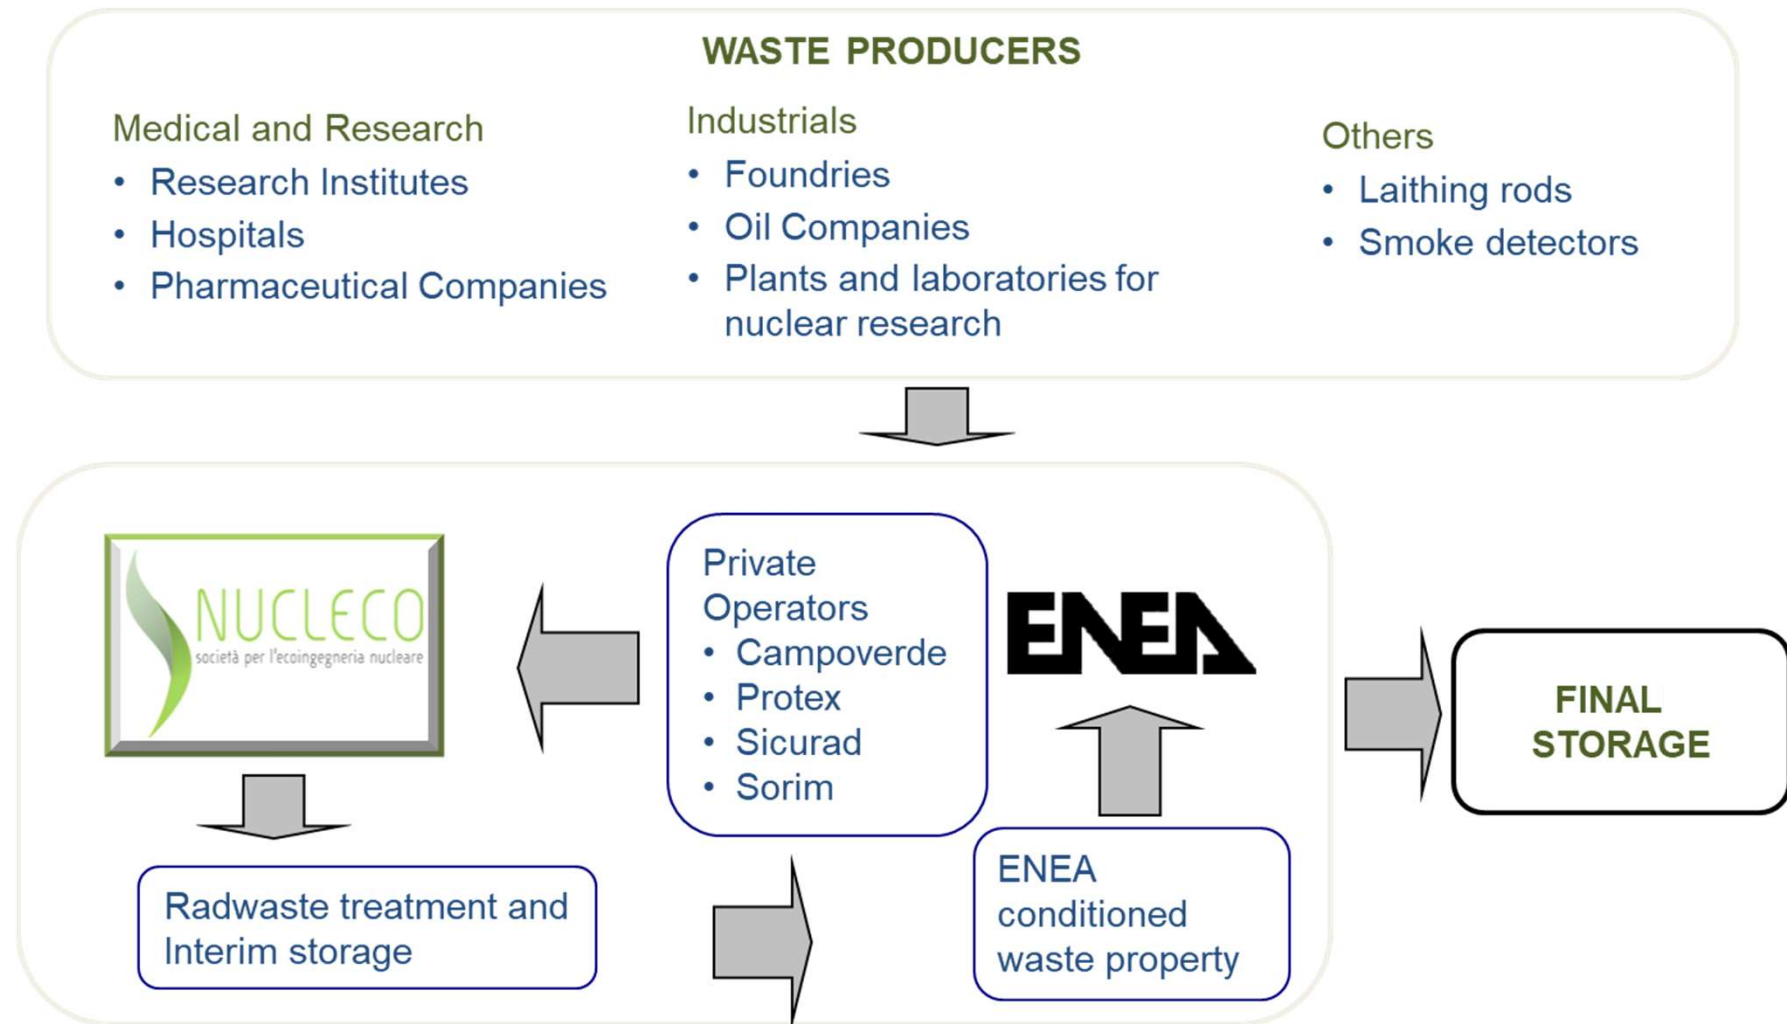 WASTE PRODUCERS
Medical and Research
• Research Institutes
• Hospitals
• Pharmaceutical Companies
Industrials
• Foundries
• Oil Companies
• Plants and laboratories for
nuclear research
Others
• Laithing rods
• Smoke detectors
NUCLECO
società per l'ecoingegneria nucleare
Private
Operators
• Campoverde
• Protex
• Sicurad
• Sorim
ENEA
FINAL
STORAGE
Radwaste treatment and
Interim storage
ENEA
conditioned
waste property